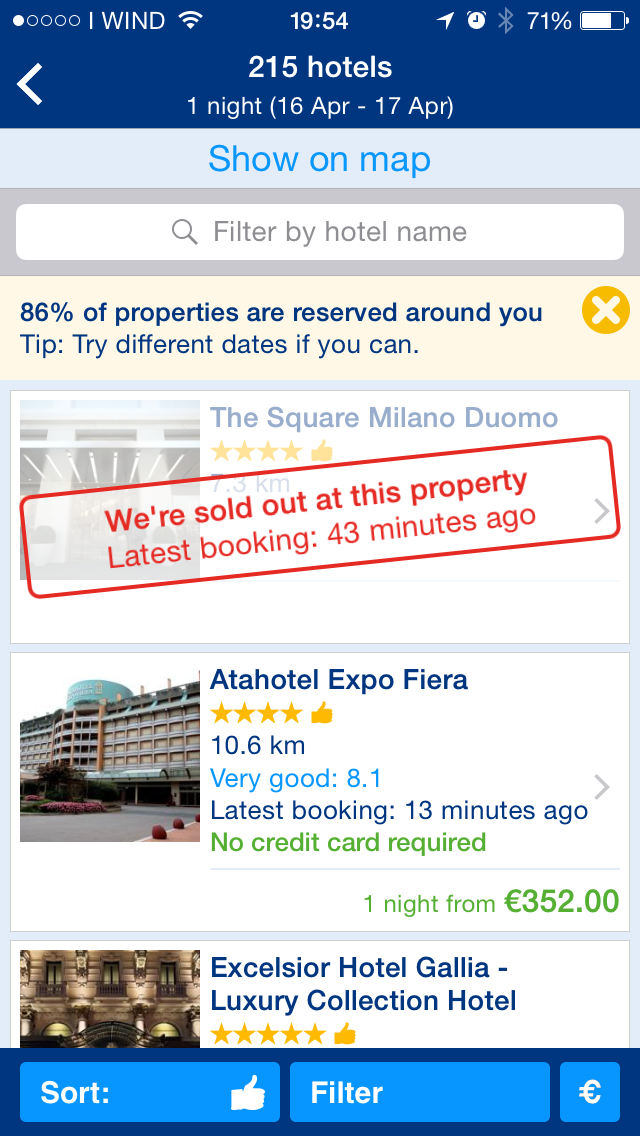 I WIND 19:54 71%
215 hotels
1 night (16 Apr - 17 Apr)
Show on map
Filter by hotel name
86% of properties are reserved around you
Tip: Try different dates if you can.
The Square Milano Duomo
7.3 km
We're sold out at this property
Latest booking: 43 minutes ago
Atahotel Expo Fiera
10.6 km
Very good: 8.1
Latest booking: 13 minutes ago
No credit card required
1 night from €352.00
Excelsior Hotel Gallia -
Luxury Collection Hotel
Sort: Filter €